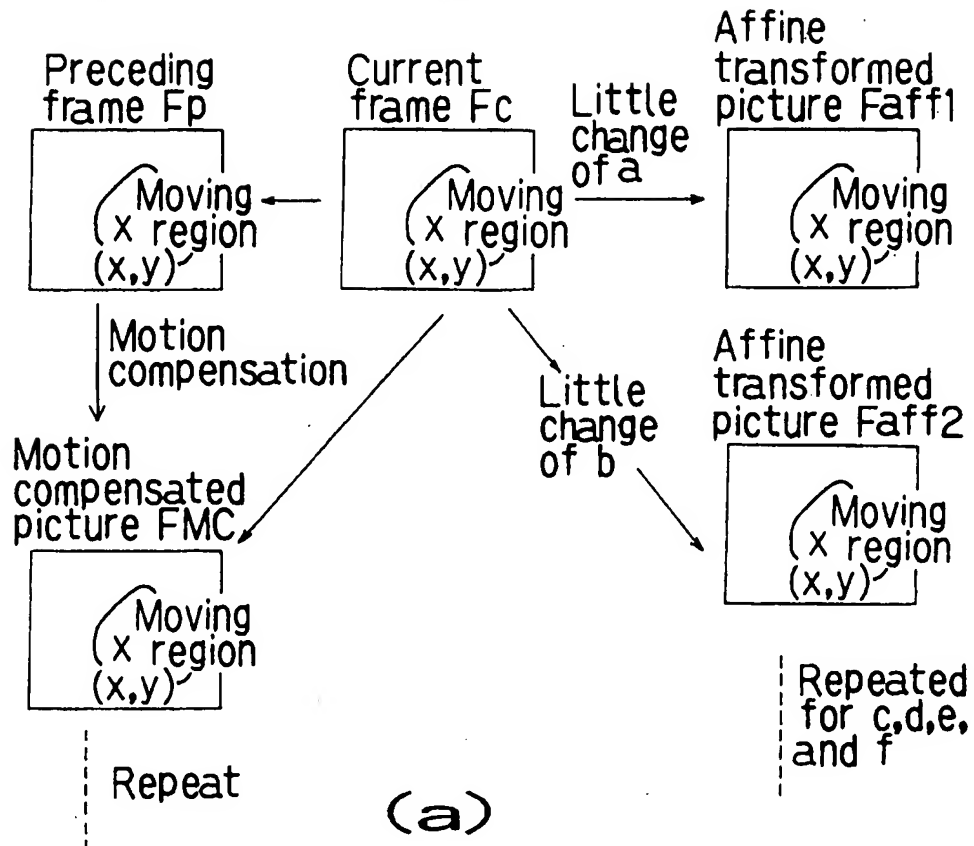 Preceding
frame Fp
Current
frame Fc
Little
change
of a
Affine
transformed
picture Faff1
Moving
X region
(x,y)
Moving
X region
(x,y)
Moving
X region
(x,y)
Motion
compensation
Little
change
of b
Affine
transformed
picture Faff2
Motion
compensated
picture FMC
Moving
X region
(x,y)
Moving
X region
(x,y)
Repeat
Repeated
for c,d,e,
and f
(a)